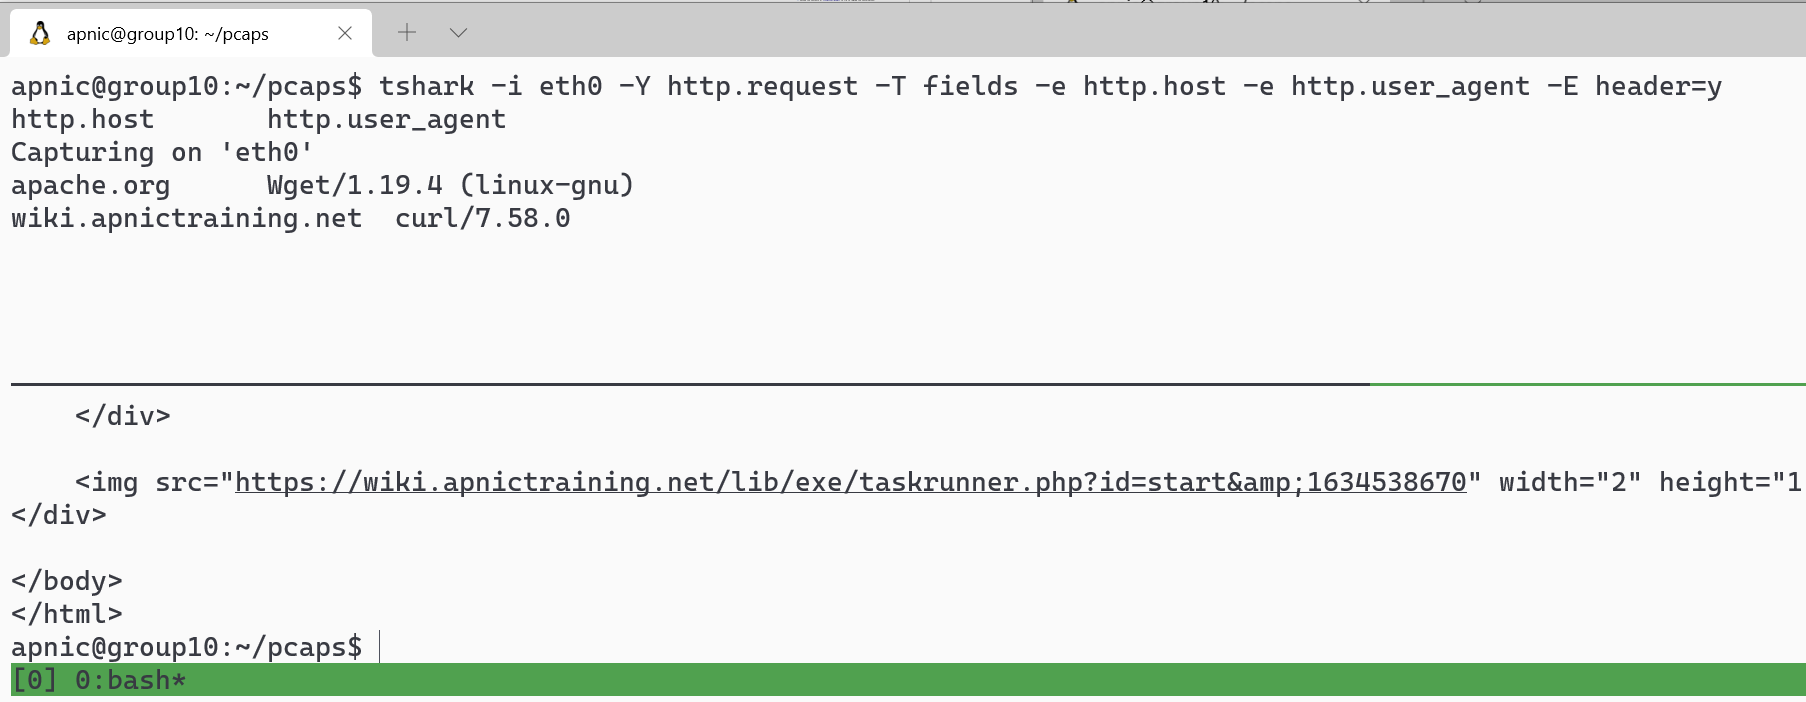 apnic@group10: ~/pcaps
apnic@group10:~/pcaps$ tshark -i eth0 -Y http.request -T fields -e http.host -e http.user_agent -E header=y
http.host       http.user_agent
Capturing on 'eth0'
apache.org      Wget/1.19.4 (linux-gnu)
wiki.apnictraining.net  curl/7.58.0
    </div>
    <img src="https://wiki.apnictraining.net/lib/exe/taskrunner.php?id=start&amp;1634538670" width="2" height="1
</div>
</body>
</html>
apnic@group10:~/pcaps$
[0] 0:bash*